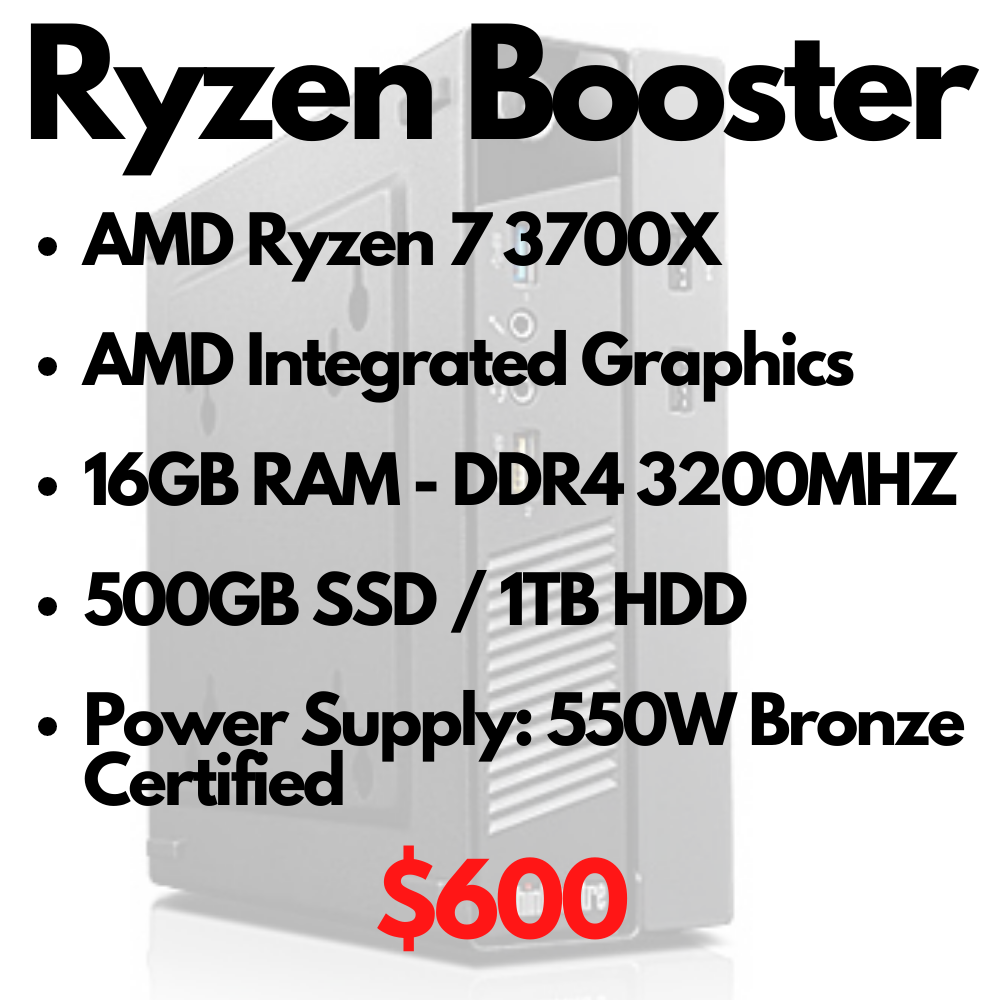 Ryzen Booster
• AMD Ryzen 7 3700X
• AMD Integrated Graphics
• 16GB RAM - DDR4 3200MHZ
• 500GB SSD / 1TB HDD
• Power Supply: 550W Bronze
Certified
$600